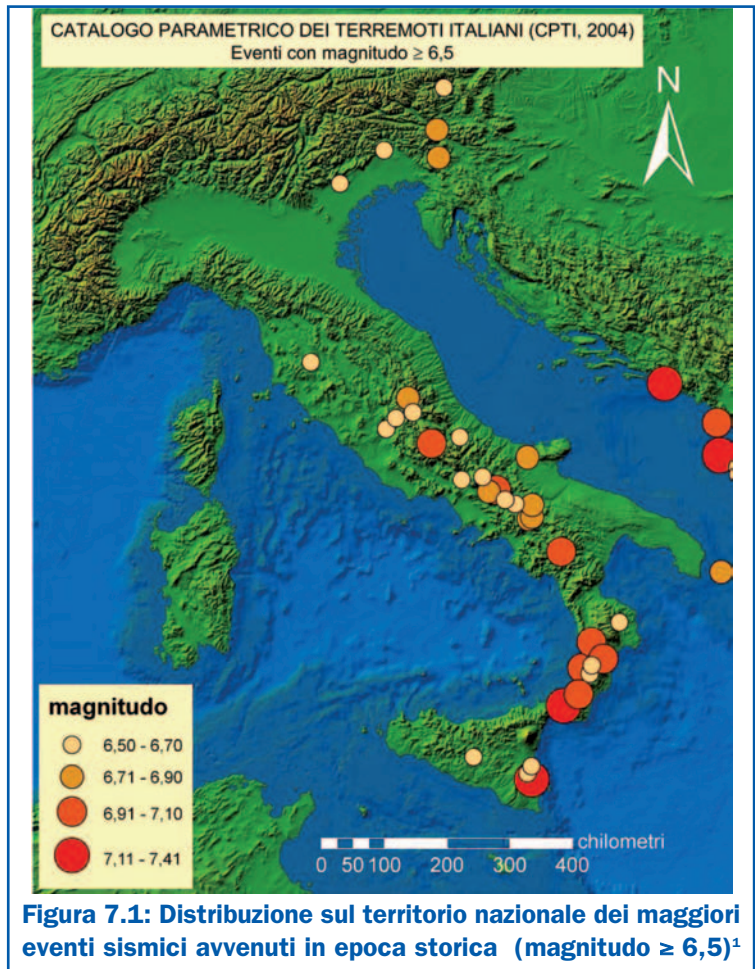 CATALOGO PARAMETRICO DEI TERREMOTI ITALIANI (CPTI, 2004)
Eventi con magnitudo ≥ 6,5
N
magnitudo
6,50 - 6,70
6,71 - 6,90
6,91 - 7,10
7,11 - 7,41
chilometri
0 50 100 200 300 400
Figura 7.1: Distribuzione sul territorio nazionale dei maggiori
eventi sismici avvenuti in epoca storica (magnitudo ≥ 6,5)¹